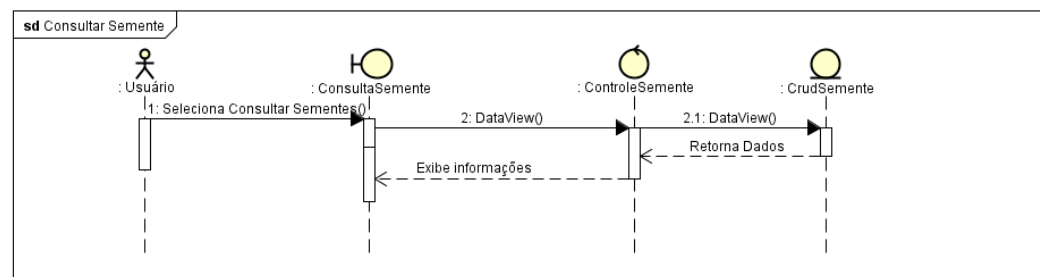 sd Consultar Semente
: Usuário
: ConsultaSemente
: ControleSemente
: CrudSemente
1: Seleciona Consultar Sementes()
2: DataView()
2.1: DataView()
Retorna Dados
Exibe informações